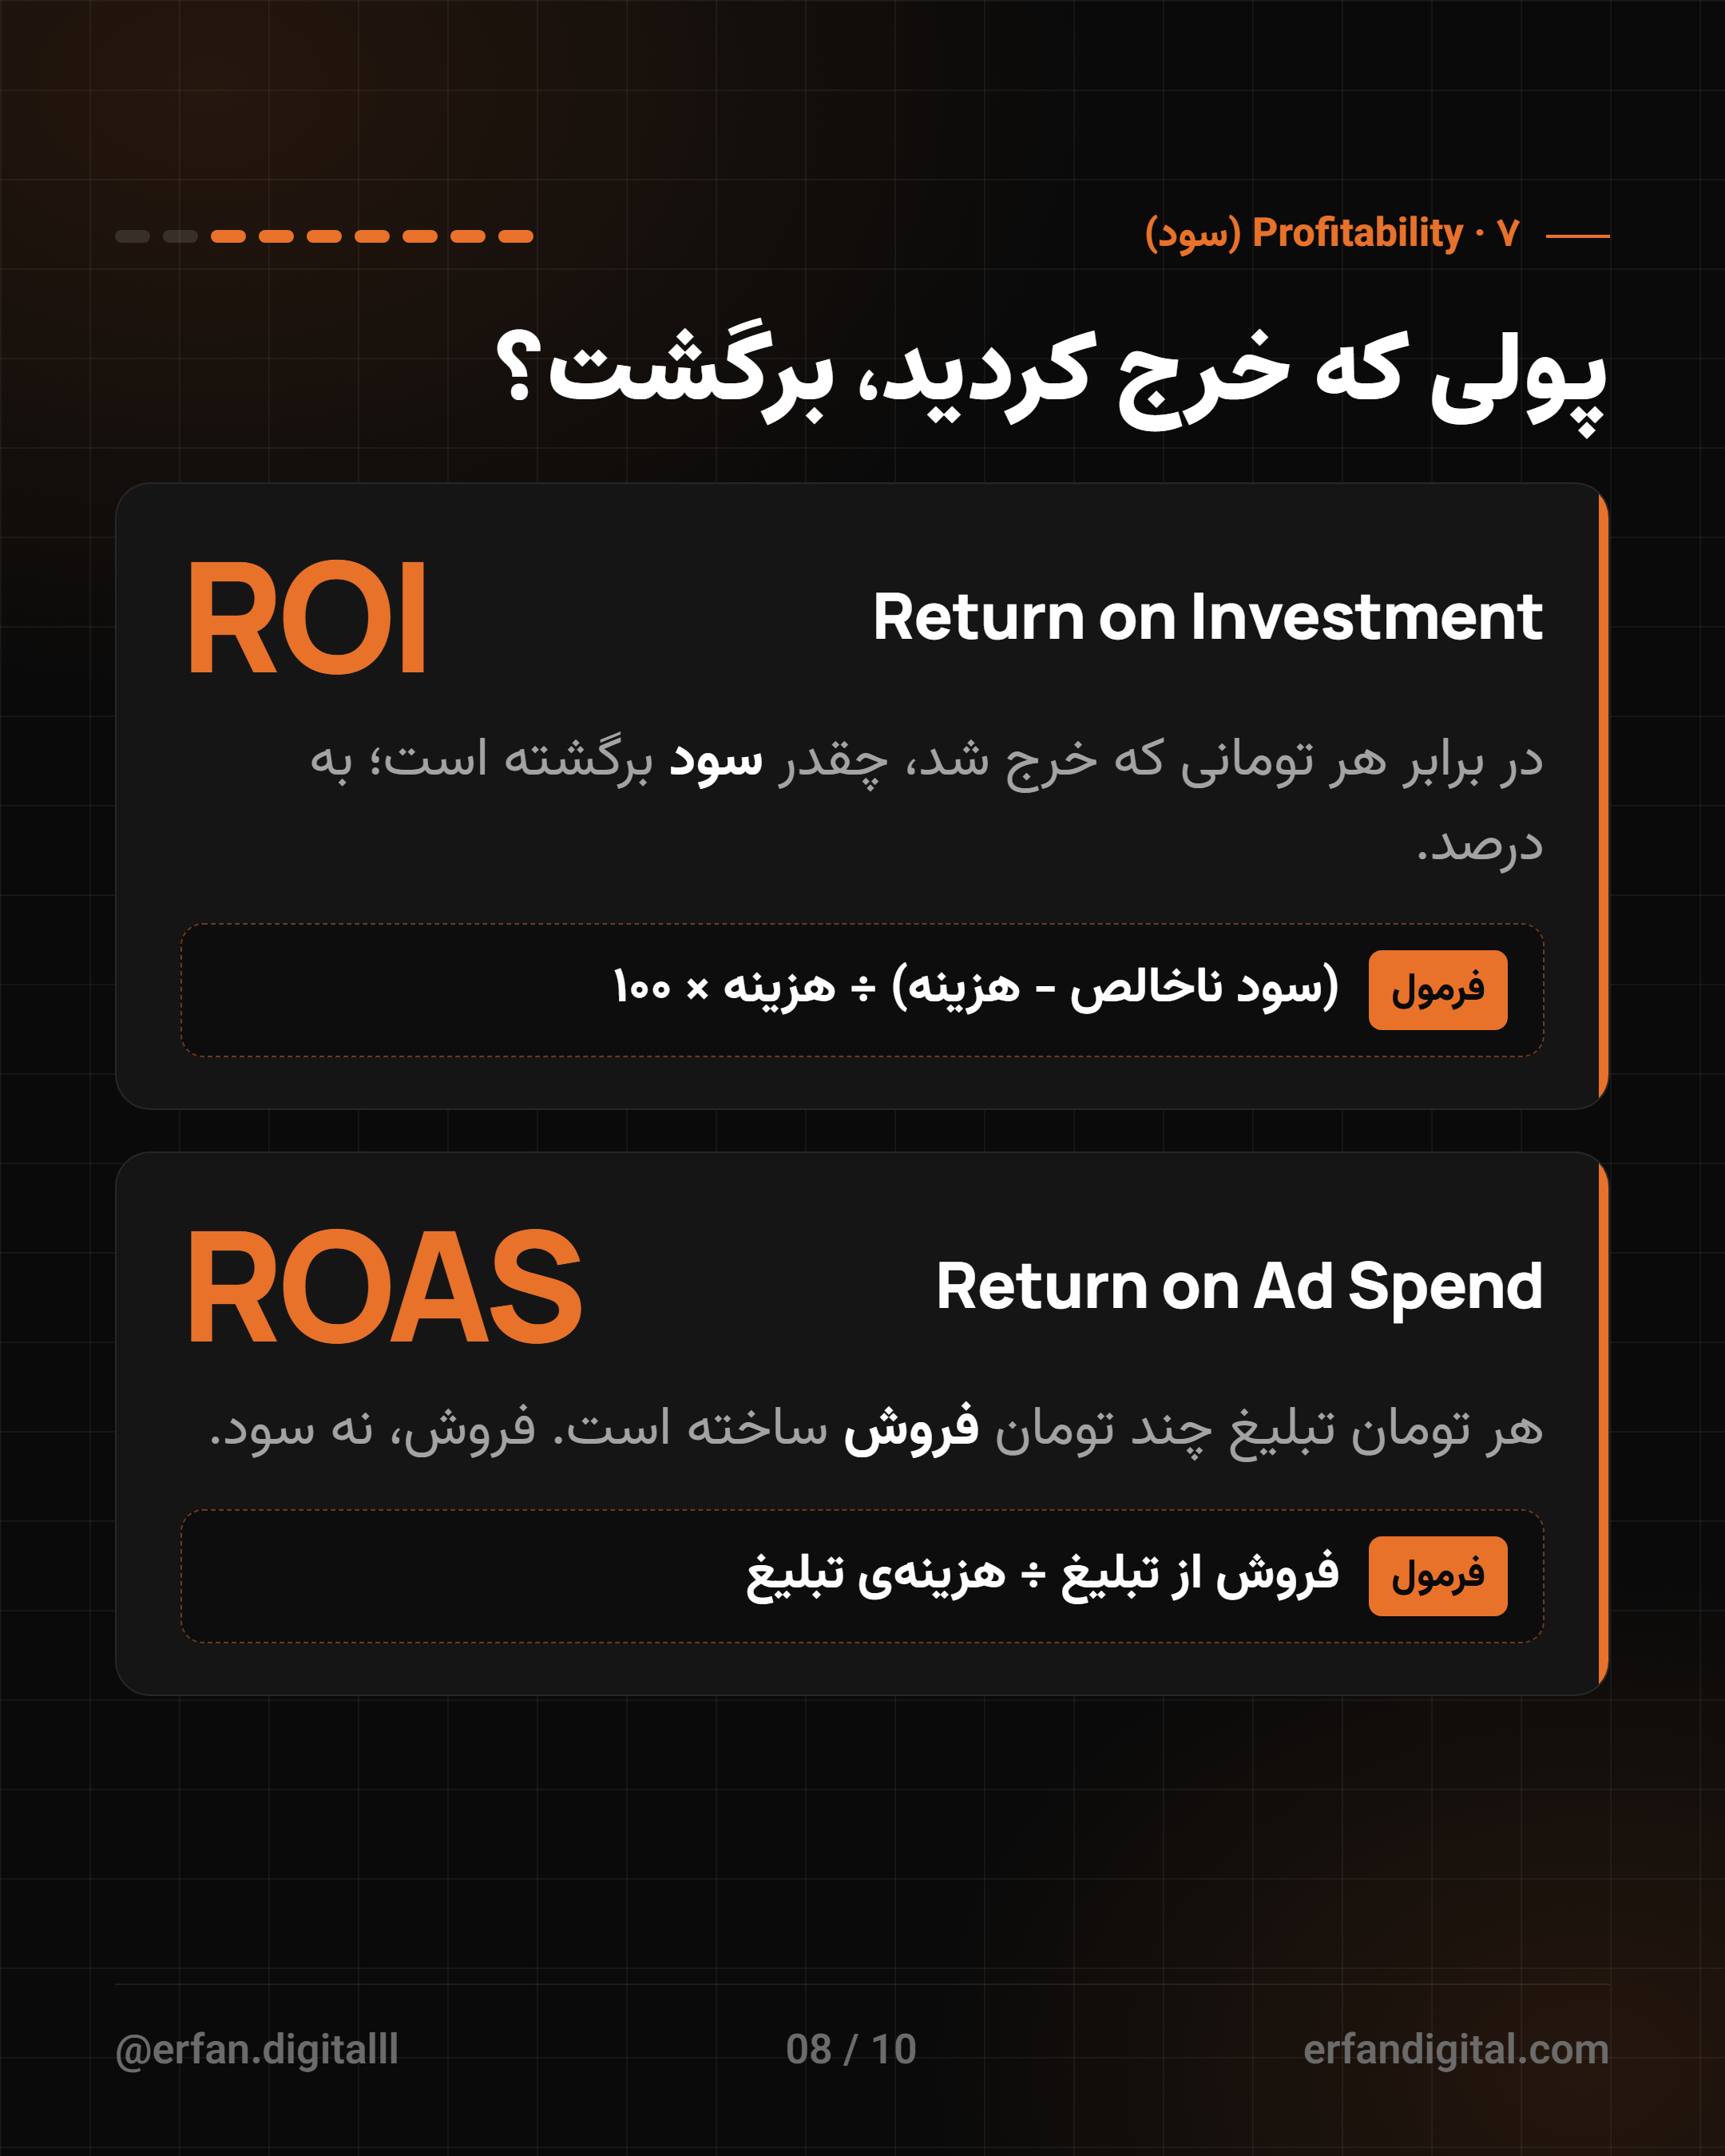 ۷ · Profitability (سود)
پولی که خرج کردید، برگشت؟
Return on Investment
ROI
در برابر هر تومانی که خرج شد، چقدر سود برگشته است؛ به
درصد.
فرمول
(سود ناخالص - هزینه) ÷ هزینه × ۱۰۰
Return on Ad Spend
ROAS
هر تومان تبلیغ چند تومان فروش ساخته است. فروش، نه سود.
فرمول
فروش از تبلیغ ÷ هزینه‌ی تبلیغ
@erfan.digitalll
08 / 10
erfandigital.com